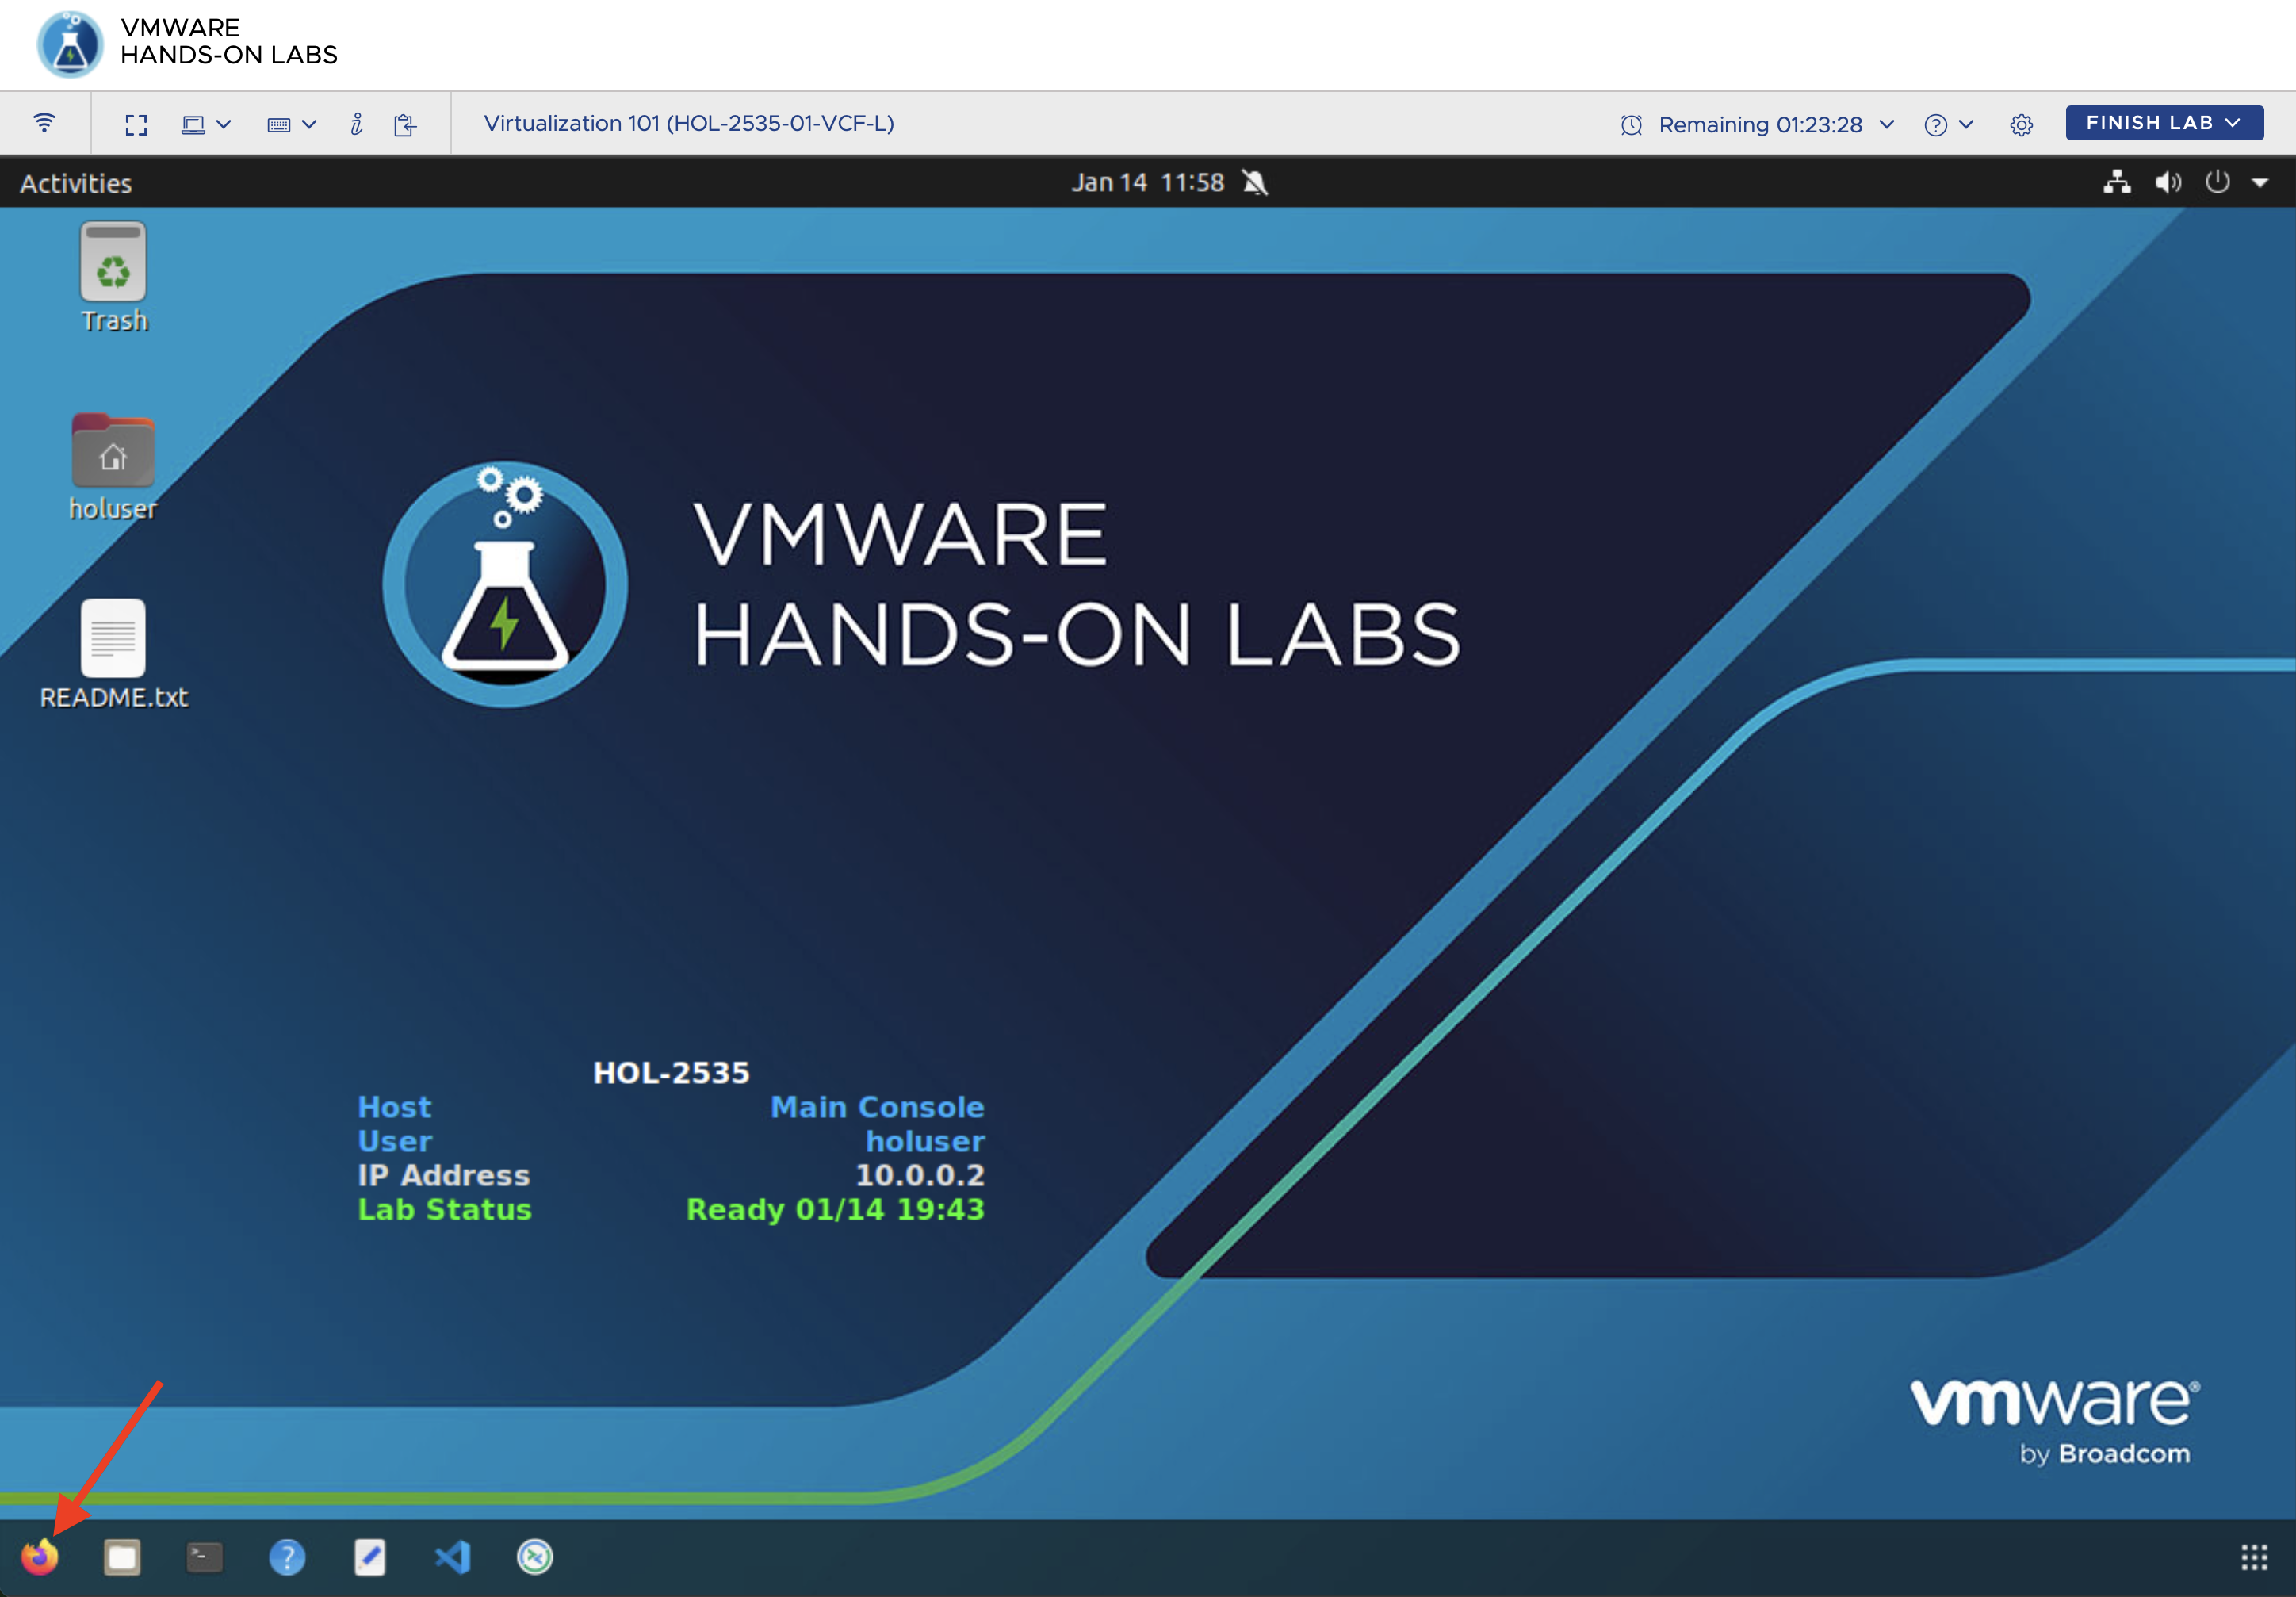 VMWARE
HANDS-ON LABS
Virtualization 101 (HOL-2535-01-VCF-L)
Remaining 01:23:28
FINISH LAB
Activities
Jan 14 11:58
Trash
holuser
README.txt
VMWARE
HANDS-ON LABS
HOL-2535
Host Main Console
User holuser
IP Address 10.0.0.2
Lab Status Ready 01/14 19:43
vmware®
by Broadcom